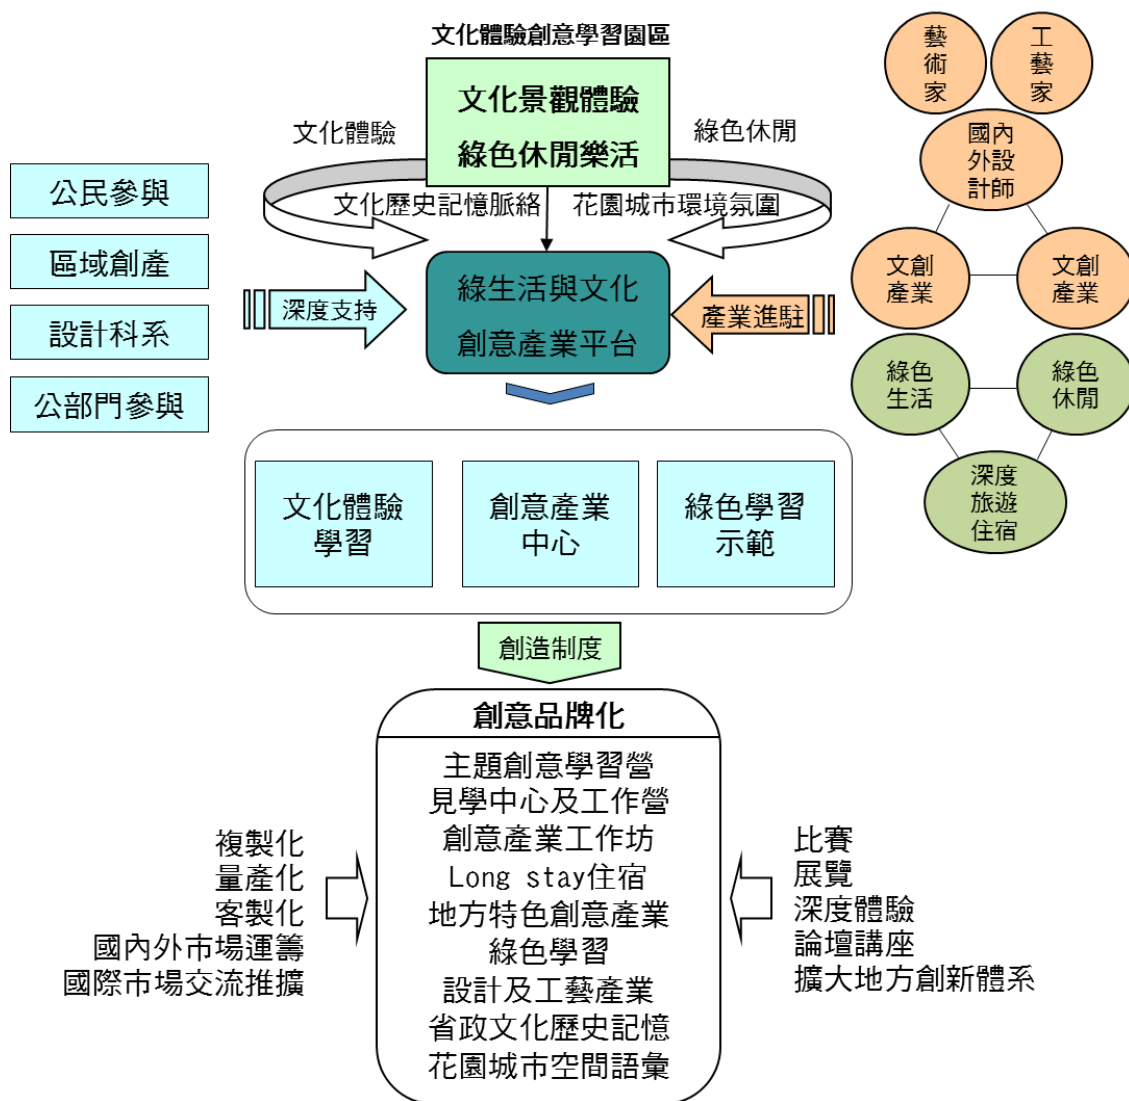 文化體驗創意學習園區
文化景觀體驗
綠色休閒樂活
文化體驗
綠色休閒
文化歷史記憶脈絡
花園城市環境氛圍
公民參與
區域創產
設計科系
公部門參與
深度支持
綠生活與文化
創意產業平台
產業進駐
藝
術
家
工
藝
家
國內
外設
計師
文創
產業
文創
產業
綠色
生活
綠色
休閒
深度
旅遊
住宿
文化體驗
學習
創意產業
中心
綠色學習
示範
創造制度
創意品牌化
主題創意學習營
見學中心及工作營
創意產業工作坊
Long stay住宿
地方特色創意產業
綠色學習
設計及工藝產業
省政文化歷史記憶
花園城市空間語彙
複製化
量產化
客製化
國內外市場運籌
國際市場交流推擴
比賽
展覽
深度體驗
論壇講座
擴大地方創新體系